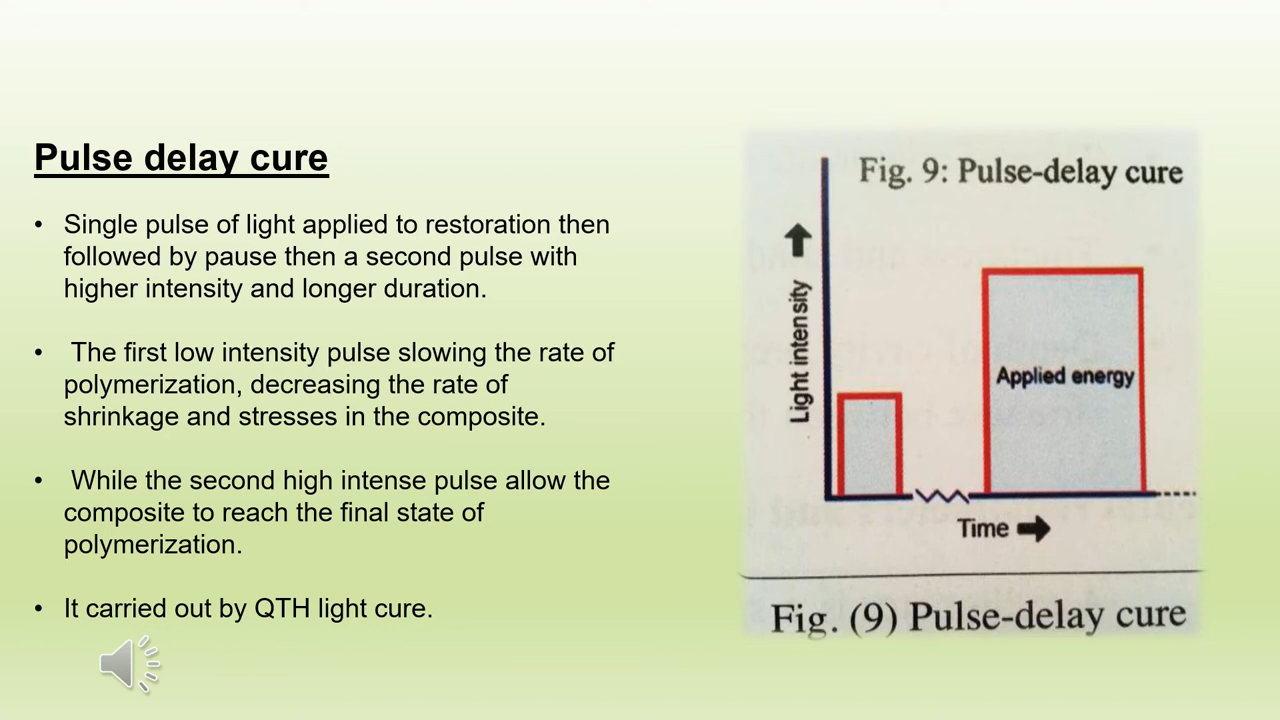 Pulse delay cure
• Single pulse of light applied to restoration then
followed by pause then a second pulse with
higher intensity and longer duration.
• The first low intensity pulse slowing the rate of
polymerization, decreasing the rate of
shrinkage and stresses in the composite.
• While the second high intense pulse allow the
composite to reach the final state of
polymerization.
• It carried out by QTH light cure.
Fig. 9: Pulse-delay cure
Light intensity
Applied energy
Time
Fig. (9) Pulse-delay cure